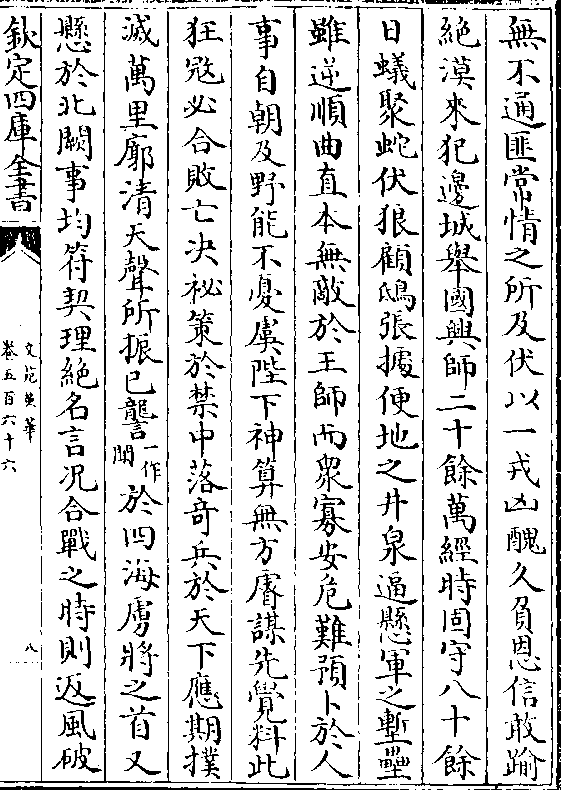 無不通匪常情之所及伏以一戎凶醜久負恩信敢踰
絶漠來犯邊城舉國興師二十餘萬經時固守八十餘
日蟻聚蛇伏狼顧鴟張據便地之井泉逼懸軍之塹壘
雖逆順曲直本無敵於王師而衆寡安危難預卜於人
事自朝及野能不憂虞陛下神算無方睿謀先覺料此
狂寇必合敗亡決祕策於禁中落竒兵於天下應期撲
滅萬里廓清天聲所振已讋一作聞於四海虜將之首又
懸於北闕事均符契理絶名言况合戰之時則返風破
欽定四庫全書
文苑英華
卷五百六十六
八